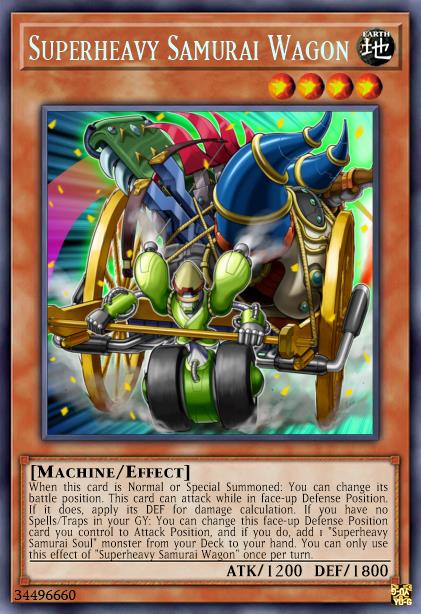 SUPERHEAVY SAMURAI WAGON
EARTH
地
[MACHINE/EFFECT]
When this card is Normal or Special Summoned: You can change its
battle position. This card can attack while in face-up Defense Position.
If it does, apply its DEF for damage calculation. If you have no
Spells/Traps in your GY: You can change this face-up Defense Position
card you control to Attack Position, and if you do, add 1 "Superheavy
Samurai Soul" monster from your Deck to your hand. You can only use
this effect of "Superheavy Samurai Wagon" once per turn.
ATK/1200 DEF/1800
34496660